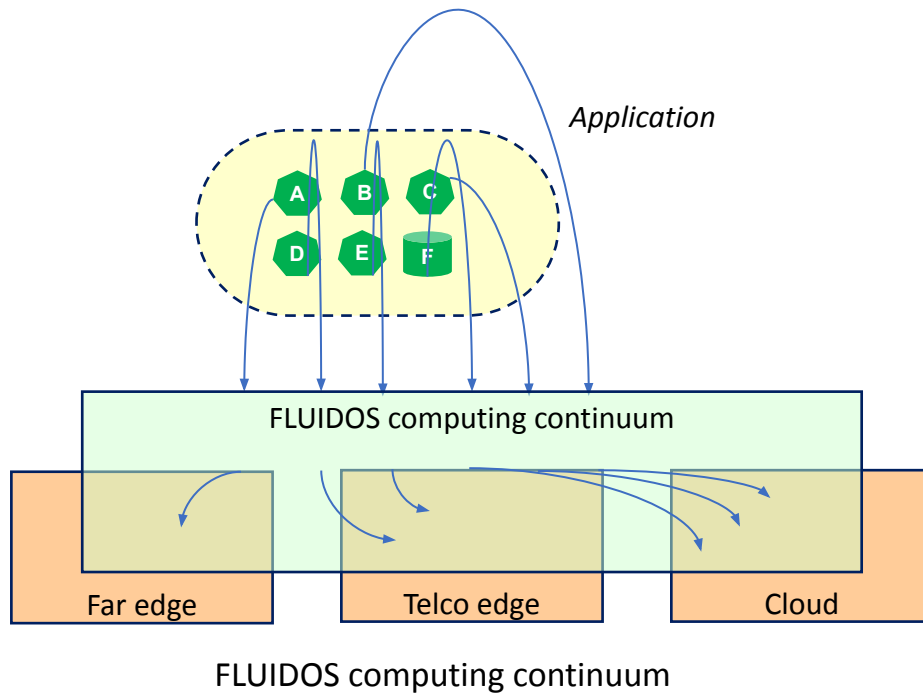 Application
A B C
D E F
FLUIDOS computing continuum
Far edge Telco edge Cloud
FLUIDOS computing continuum